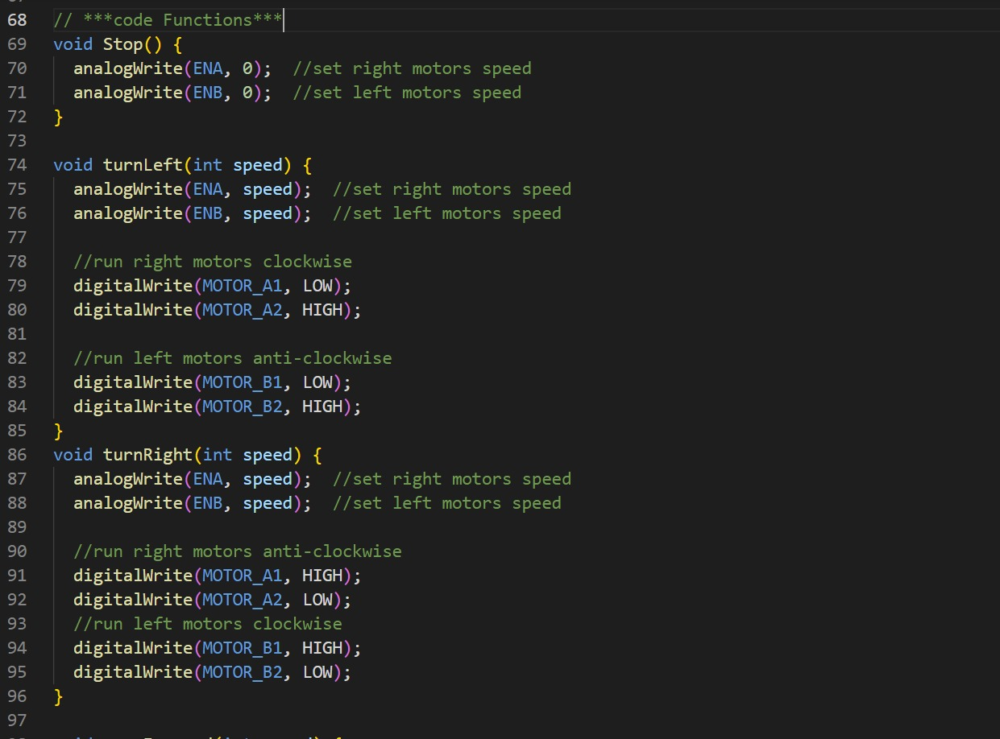 68 // ***code Functions***
69 void Stop() {
70 analogWrite(ENA, 0); //set right motors speed
71 analogWrite(ENB, 0); //set left motors speed
72 }
73
74 void turnLeft(int speed) {
75 analogWrite(ENA, speed); //set right motors speed
76 analogWrite(ENB, speed); //set left motors speed
77
78 //run right motors clockwise
79 digitalWrite(MOTOR_A1, LOW);
80 digitalWrite(MOTOR_A2, HIGH);
81
82 //run left motors anti-clockwise
83 digitalWrite(MOTOR_B1, LOW);
84 digitalWrite(MOTOR_B2, HIGH);
85 }
86 void turnRight(int speed) {
87 analogWrite(ENA, speed); //set right motors speed
88 analogWrite(ENB, speed); //set left motors speed
89
90 //run right motors anti-clockwise
91 digitalWrite(MOTOR_A1, HIGH);
92 digitalWrite(MOTOR_A2, LOW);
93 //run left motors clockwise
94 digitalWrite(MOTOR_B1, HIGH);
95 digitalWrite(MOTOR_B2, LOW);
96 }
97